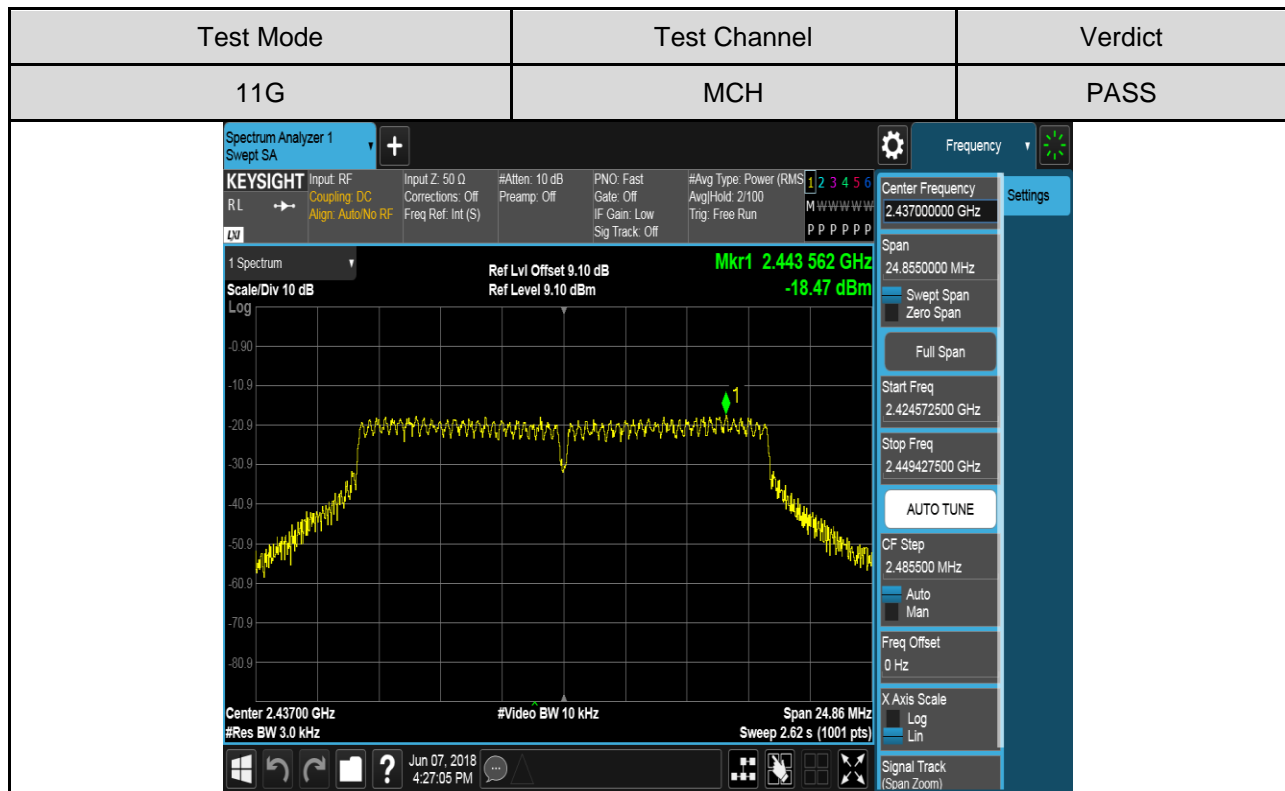 Test Mode Test Channel Verdict
11G MCH PASS
Spectrum Analyzer 1
Swept SA
+
Frequency
KEYSIGHT
RL
LXI
Input: RF
Coupling: DC
Align: Auto/No RF
Input Z: 50 Ω
Corrections: Off
Freq Ref: Int (S)
#Atten: 10 dB
Preamp: Off
PNO: Fast
Gate: Off
IF Gain: Low
Sig Track: Off
#Avg Type: Power (RMS
Avg|Hold: 2/100
Trig: Free Run
1 2 3 4 5 6
M W W W W W
P P P P P P
1 Spectrum
Scale/Div 10 dB
Ref Lvl Offset 9.10 dB
Ref Level 9.10 dBm
Mkr1 2.443 562 GHz
-18.47 dBm
Log
-0.90
-10.9
-20.9
-30.9
-40.9
-50.9
-60.9
-70.9
-80.9
1
Center 2.43700 GHz
#Res BW 3.0 kHz
#Video BW 10 kHz
Span 24.86 MHz
Sweep 2.62 s (1001 pts)
Center Frequency
2.437000000 GHz
Span
24.8550000 MHz
Swept Span
Zero Span
Full Span
Start Freq
2.424572500 GHz
Stop Freq
2.449427500 GHz
AUTO TUNE
CF Step
2.485500 MHz
Auto
Man
Freq Offset
0 Hz
X Axis Scale
Log
Lin
Signal Track
(Span Zoom)
Settings
?
Jun 07, 2018
4:27:05 PM